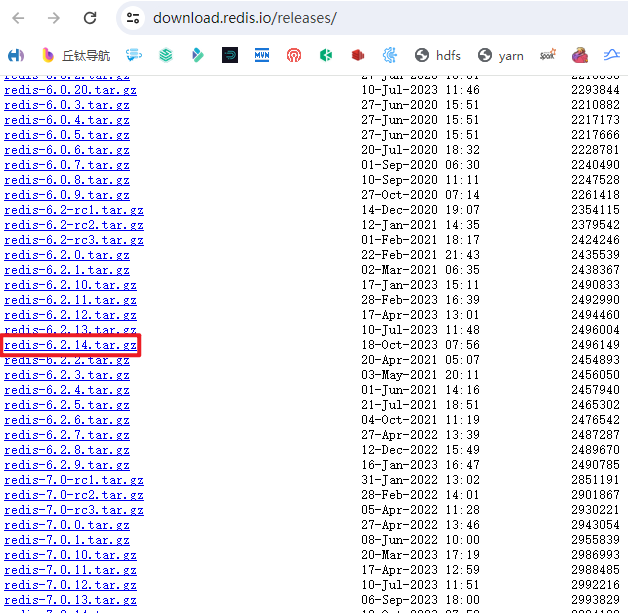 download.redis.io/releases/
丘钛导航 hdfs yarn
redis-6.0.20.tar.gz 10-Jul-2023 11:46 2293844
redis-6.0.3.tar.gz 27-Jun-2020 15:51 2210882
redis-6.0.4.tar.gz 27-Jun-2020 15:51 2217173
redis-6.0.5.tar.gz 27-Jun-2020 15:51 2217666
redis-6.0.6.tar.gz 20-Jul-2020 18:32 2228781
redis-6.0.7.tar.gz 01-Sep-2020 06:30 2240490
redis-6.0.8.tar.gz 10-Sep-2020 11:11 2247528
redis-6.0.9.tar.gz 27-Oct-2020 07:14 2261418
redis-6.2-rc1.tar.gz 14-Dec-2020 19:07 2354115
redis-6.2-rc2.tar.gz 12-Jan-2021 14:35 2379542
redis-6.2-rc3.tar.gz 01-Feb-2021 18:17 2424246
redis-6.2.0.tar.gz 22-Feb-2021 21:43 2435539
redis-6.2.1.tar.gz 02-Mar-2021 06:35 2438367
redis-6.2.10.tar.gz 17-Jan-2023 15:11 2490833
redis-6.2.11.tar.gz 28-Feb-2023 16:39 2492990
redis-6.2.12.tar.gz 17-Apr-2023 13:01 2494460
redis-6.2.13.tar.gz 10-Jul-2023 11:48 2496004
redis-6.2.14.tar.gz 18-Oct-2023 07:56 2496149
redis-6.2.2.tar.gz 20-Apr-2021 05:07 2454893
redis-6.2.3.tar.gz 03-May-2021 20:11 2456050
redis-6.2.4.tar.gz 01-Jun-2021 14:16 2457940
redis-6.2.5.tar.gz 21-Jul-2021 18:51 2465302
redis-6.2.6.tar.gz 04-Oct-2021 11:19 2476542
redis-6.2.7.tar.gz 27-Apr-2022 13:39 2487287
redis-6.2.8.tar.gz 12-Dec-2022 15:49 2489670
redis-6.2.9.tar.gz 16-Jan-2023 16:47 2490785
redis-7.0-rc1.tar.gz 31-Jan-2022 13:02 2851191
redis-7.0-rc2.tar.gz 28-Feb-2022 14:01 2901867
redis-7.0-rc3.tar.gz 05-Apr-2022 11:28 2930221
redis-7.0.0.tar.gz 27-Apr-2022 13:46 2943054
redis-7.0.1.tar.gz 08-Jun-2022 10:00 2955839
redis-7.0.10.tar.gz 20-Mar-2023 17:19 2986993
redis-7.0.11.tar.gz 17-Apr-2023 12:59 2988485
redis-7.0.12.tar.gz 10-Jul-2023 11:51 2992216
redis-7.0.13.tar.gz 06-Sep-2023 18:00 2993829